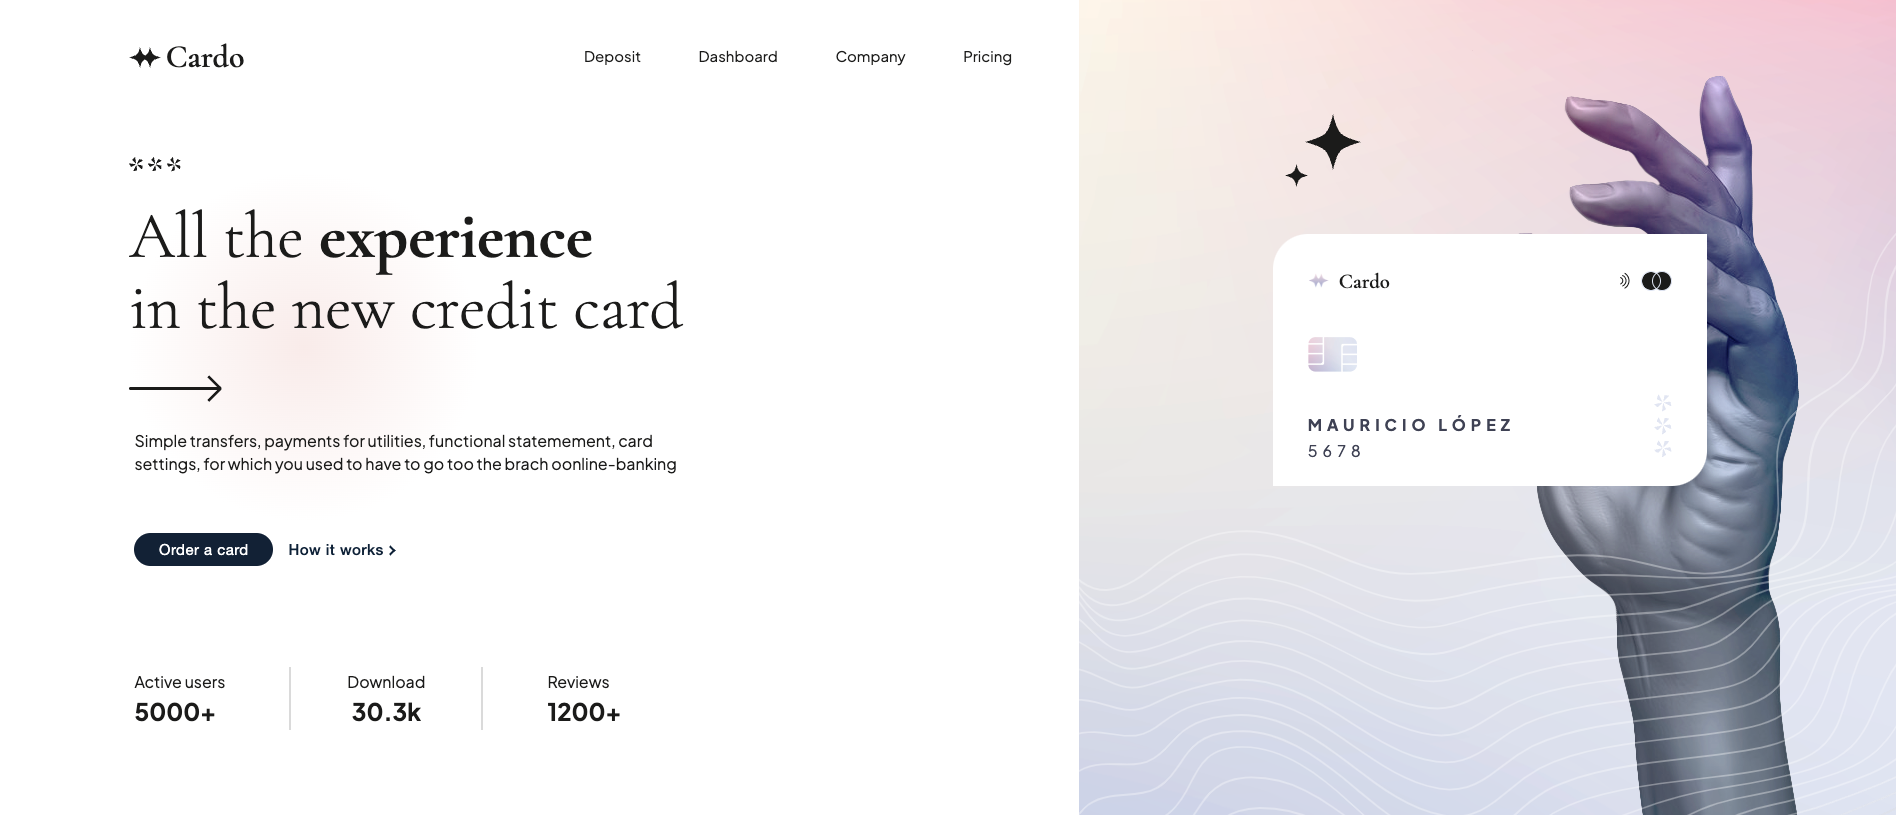 Cardo
Deposit
Dashboard
Company
Pricing
All the experience
in the new credit card
Simple transfers, payments for utilities, functional statemement, card
settings, for which you used to have to go too the brach oonline-banking
Order a card
How it works
Active users
5000+
Download
30.3k
Reviews
1200+
Cardo
MAURICIO LÓPEZ
5678